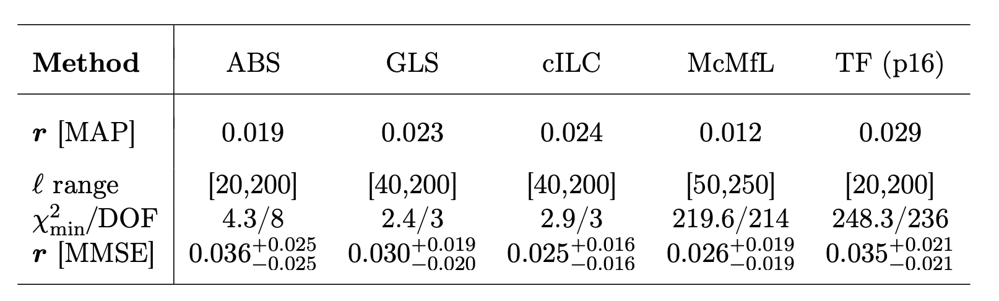 Method ABS GLS cILC McMfL TF (p16)
r [MAP] 0.019 0.023 0.024 0.012 0.029
ℓ range [20,200] [40,200] [40,200] [50,250] [20,200]
χ²_min/DOF 4.3/8 2.4/3 2.9/3 219.6/214 248.3/236
r [MMSE] 0.036^{+0.025}_{−0.025} 0.030^{+0.019}_{−0.020} 0.025^{+0.016}_{−0.016} 0.026^{+0.019}_{−0.019} 0.035^{+0.021}_{−0.021}